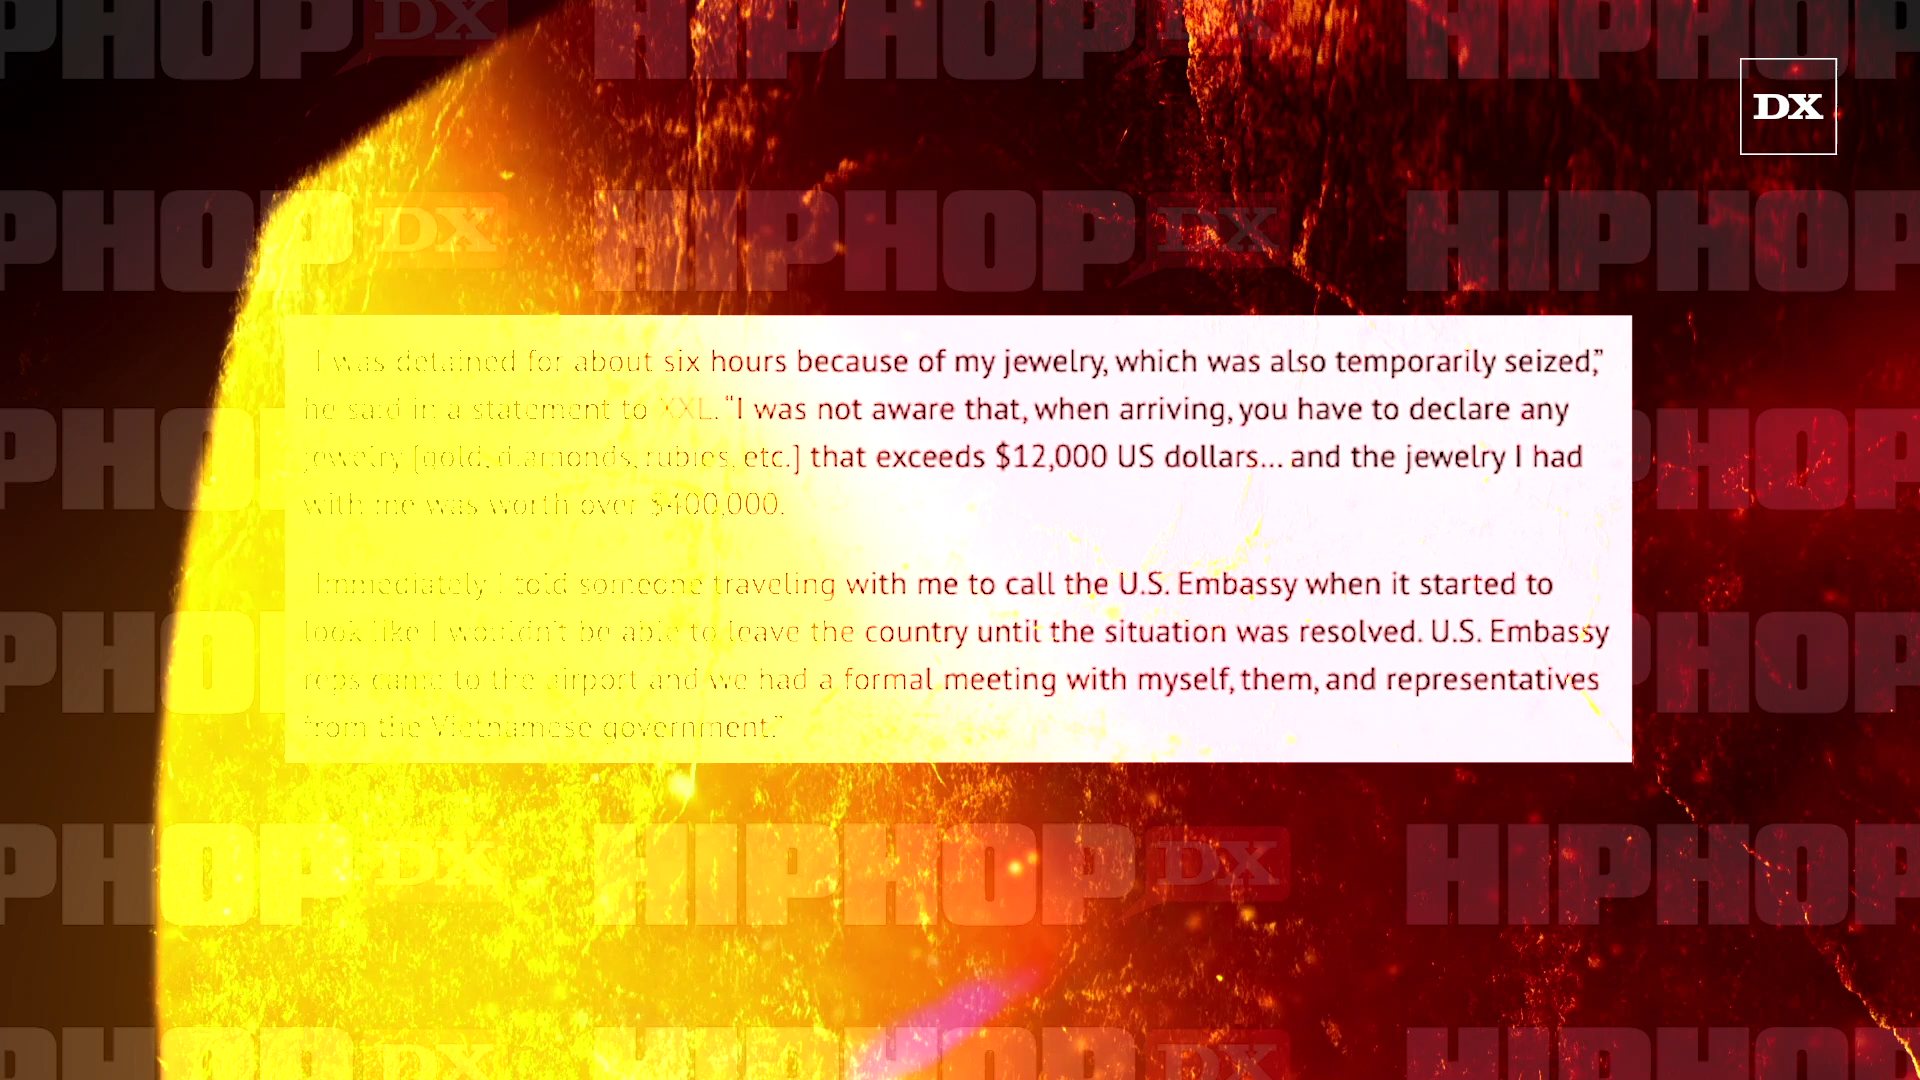 HIPHOP DX
DX
I was detained for about six hours because of my jewelry, which was also temporarily seized,”
he said in a statement to XXL. “I was not aware that, when arriving, you have to declare any
jewelry [gold, diamonds, rubies, etc.] that exceeds $12,000 US dollars... and the jewelry I had
with me was worth over $400,000.
Immediately I told someone traveling with me to call the U.S. Embassy when it started to
look like I wouldn't be able to leave the country until the situation was resolved. U.S. Embassy
reps came to the airport and we had a formal meeting with myself, them, and representatives
from the Vietnamese government.”